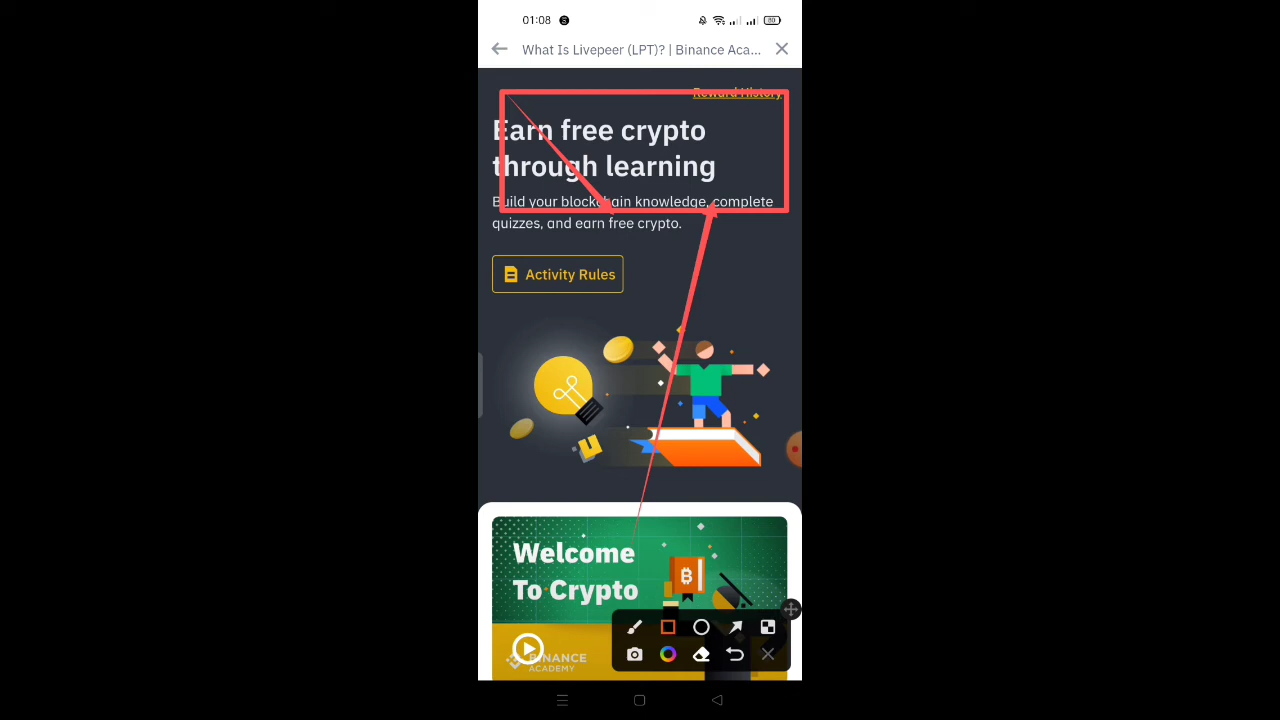 01:08
80
What Is Livepeer (LPT)? | Binance Aca...
Reward History
Earn free crypto
through learning
Build your blockchain knowledge, complete
quizzes, and earn free crypto.
Activity Rules
Welcome
To Crypto
BINANCE
ACADEMY